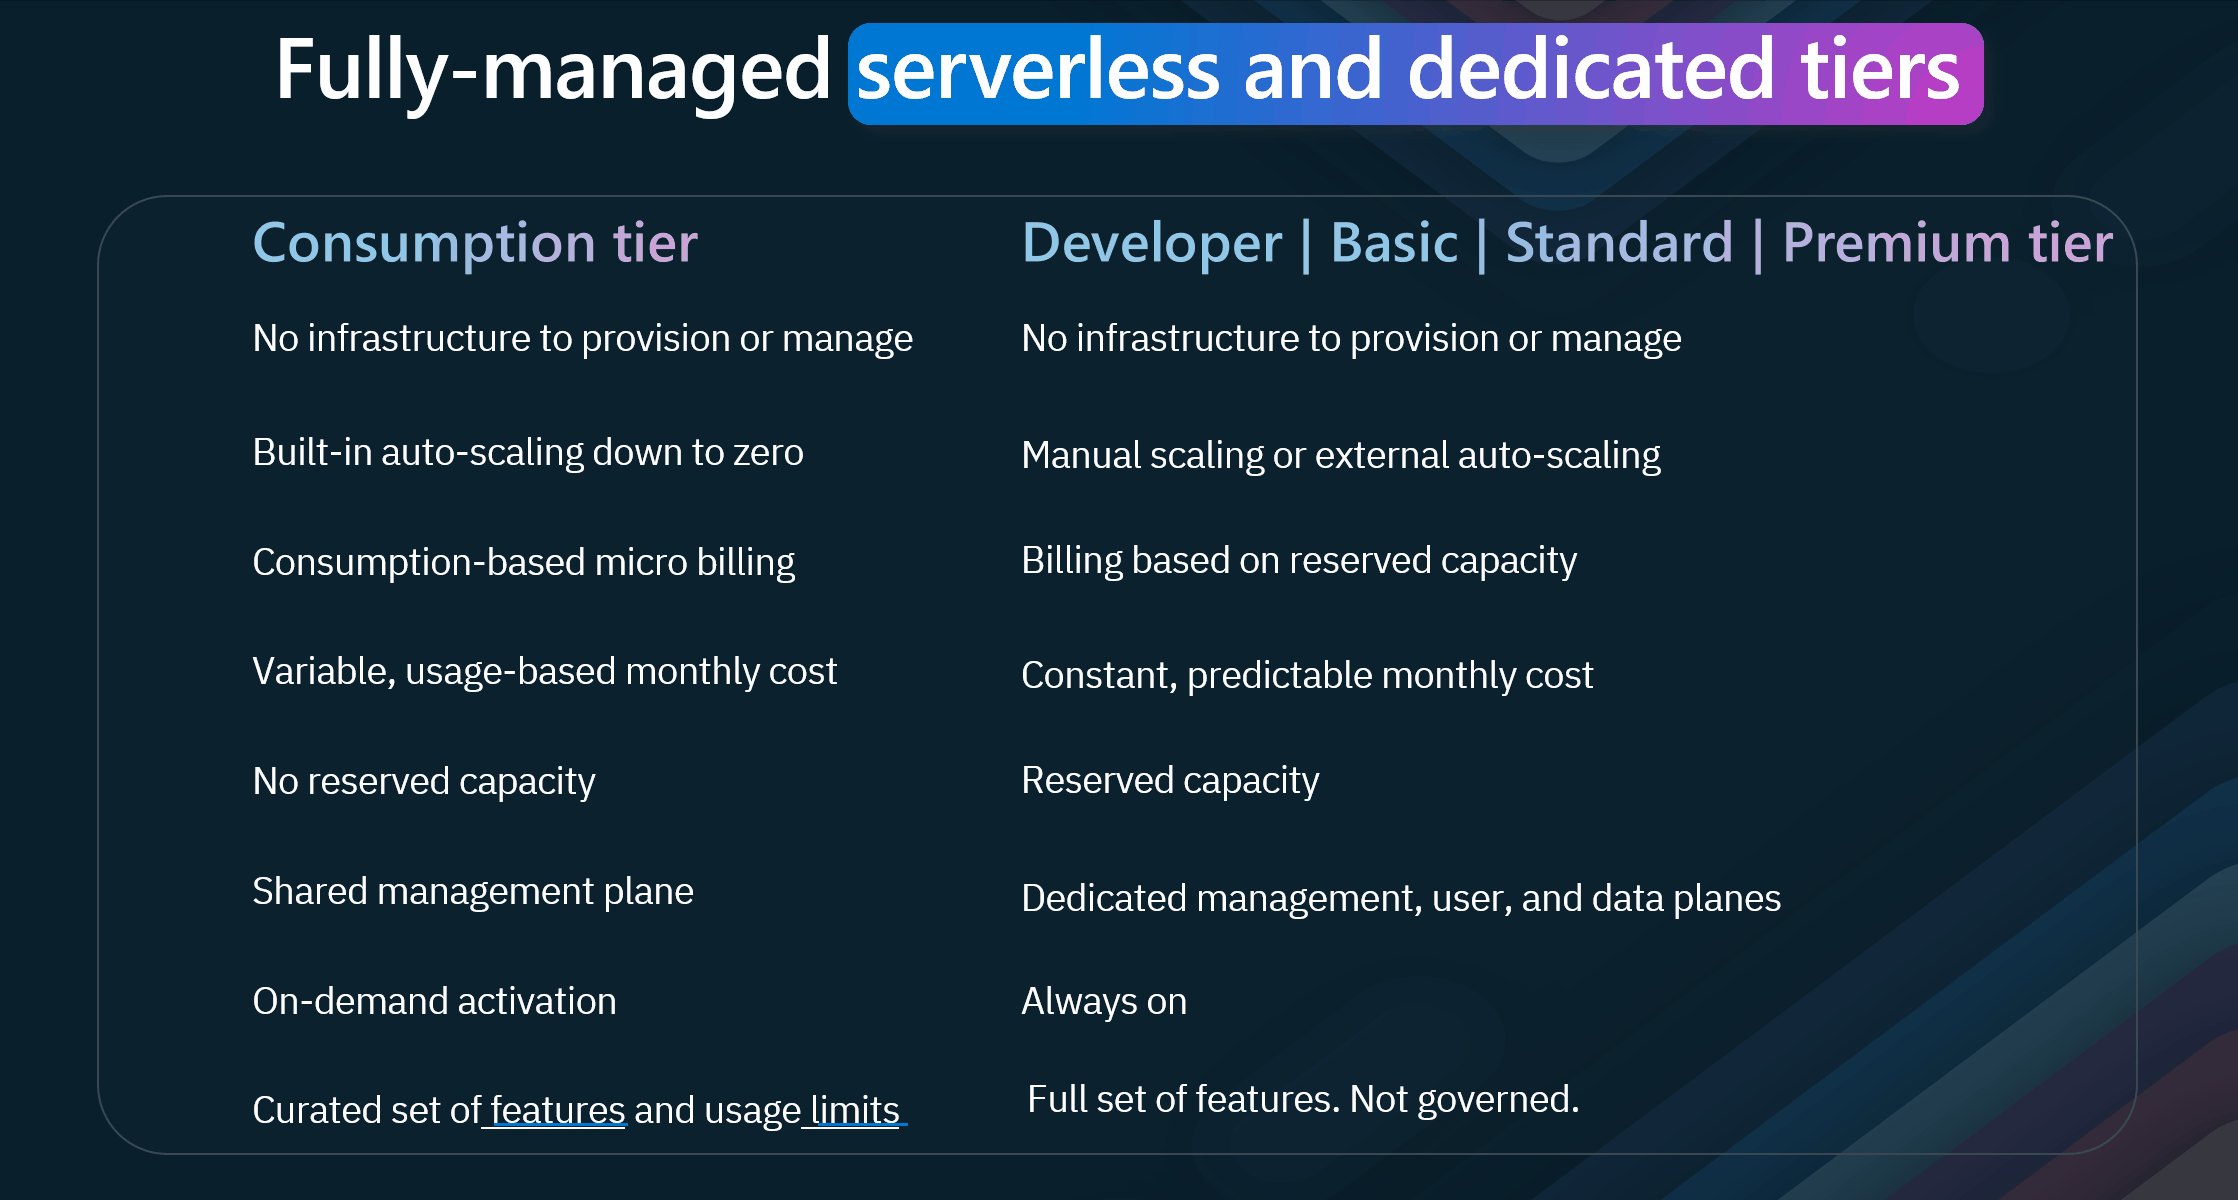 Fully-managed serverless and dedicated tiers
Consumption tier
No infrastructure to provision or manage
Built-in auto-scaling down to zero
Consumption-based micro billing
Variable, usage-based monthly cost
No reserved capacity
Shared management plane
On-demand activation
Curated set of features and usage limits
Developer | Basic | Standard | Premium tier
No infrastructure to provision or manage
Manual scaling or external auto-scaling
Billing based on reserved capacity
Constant, predictable monthly cost
Reserved capacity
Dedicated management, user, and data planes
Always on
Full set of features. Not governed.